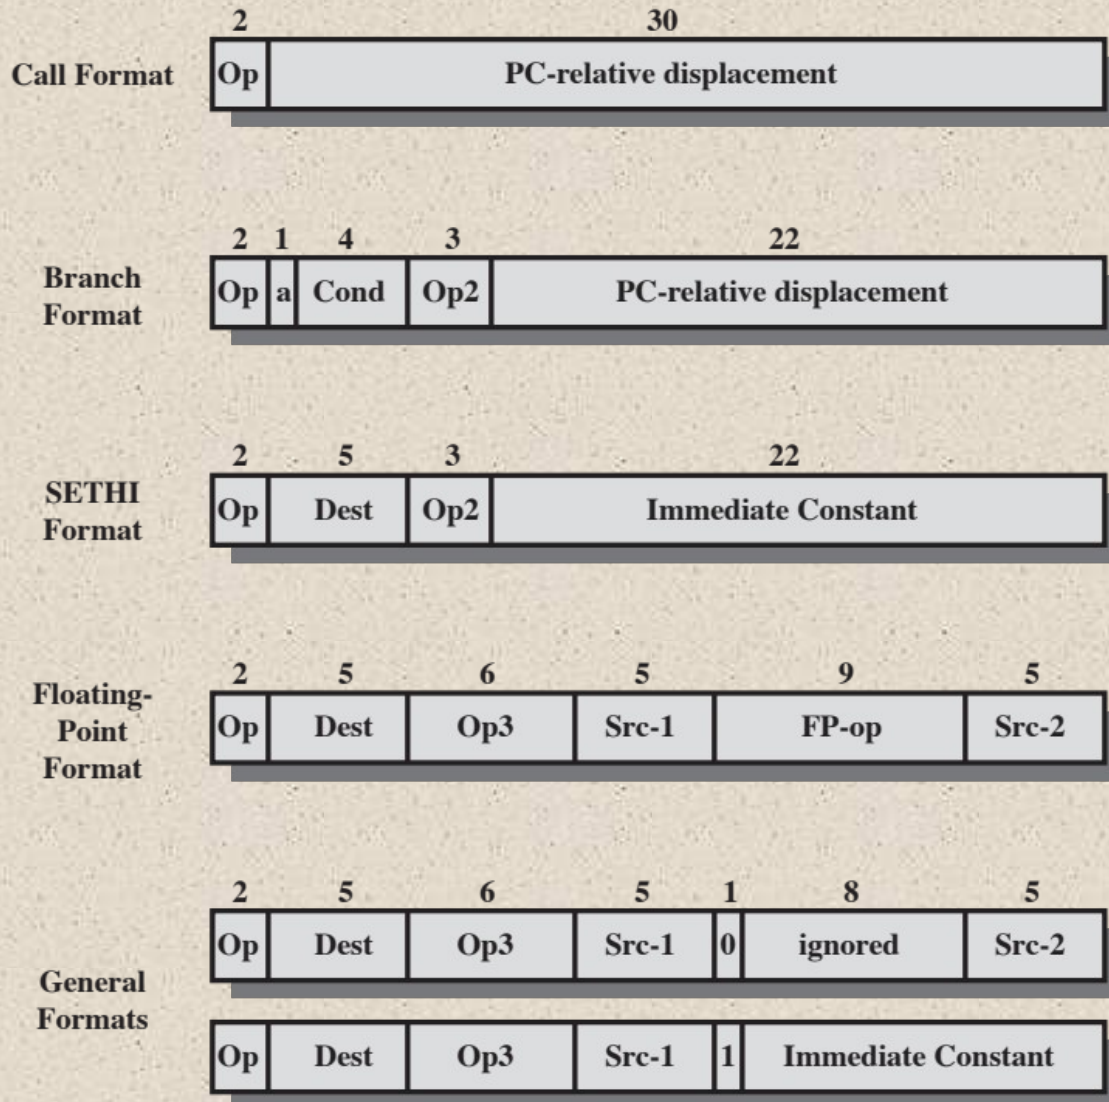 2 30
Call Format Op PC-relative displacement
2 1 4 3 22
Branch
Format
Op a Cond Op2 PC-relative displacement
2 5 3 22
SETHI
Format
Op Dest Op2 Immediate Constant
2 5 6 5 9 5
Floating-
Point
Format
Op Dest Op3 Src-1 FP-op Src-2
2 5 6 5 1 8 5
Op Dest Op3 Src-1 0 ignored Src-2
General
Formats
Op Dest Op3 Src-1 1 Immediate Constant